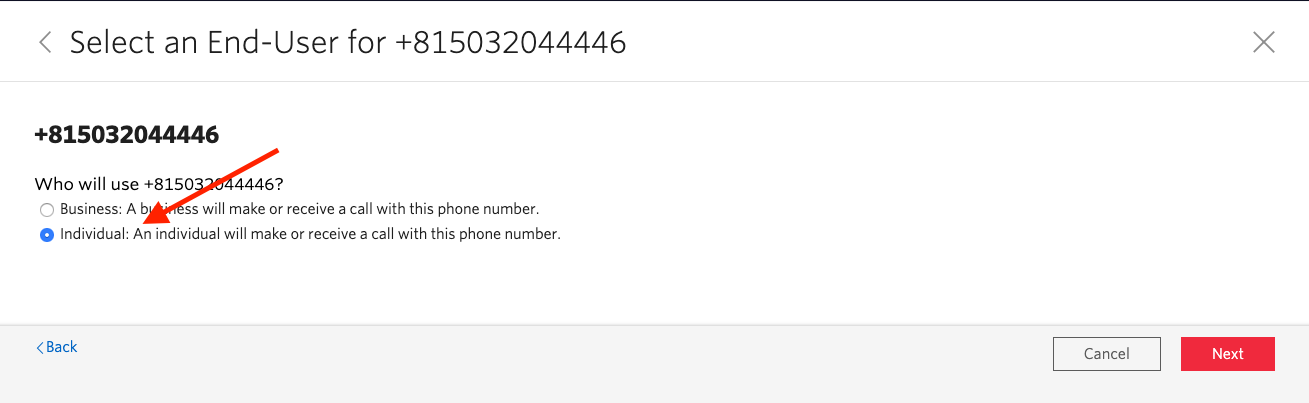 Select an End-User for +815032044446
+815032044446
Who will use +815032044446?
Business: A business will make or receive a call with this phone number.
Individual: An individual will make or receive a call with this phone number.
Back
Cancel
Next